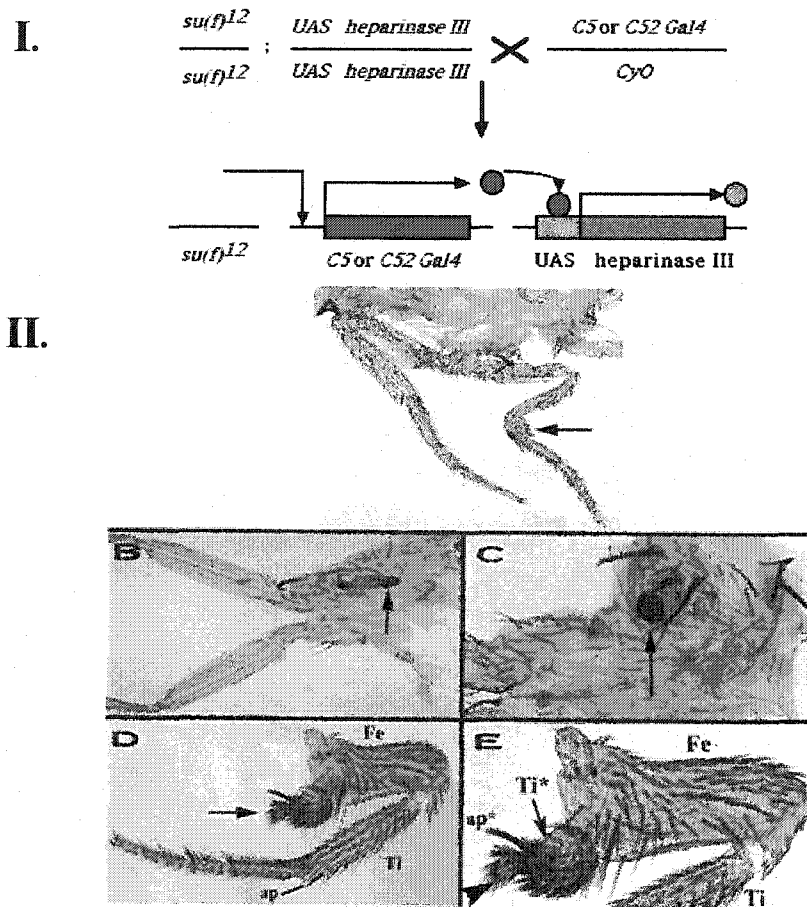 I.
su(f)12 UAS heparinase III C5 or C52 Gal4
su(f)12 ; UAS heparinase III CyO
su(f)12 C5 or C52 Gal4 UAS heparinase III
II.
A
B C
D Fe E Fe
Ti*
ap*
Ti
ap Ti